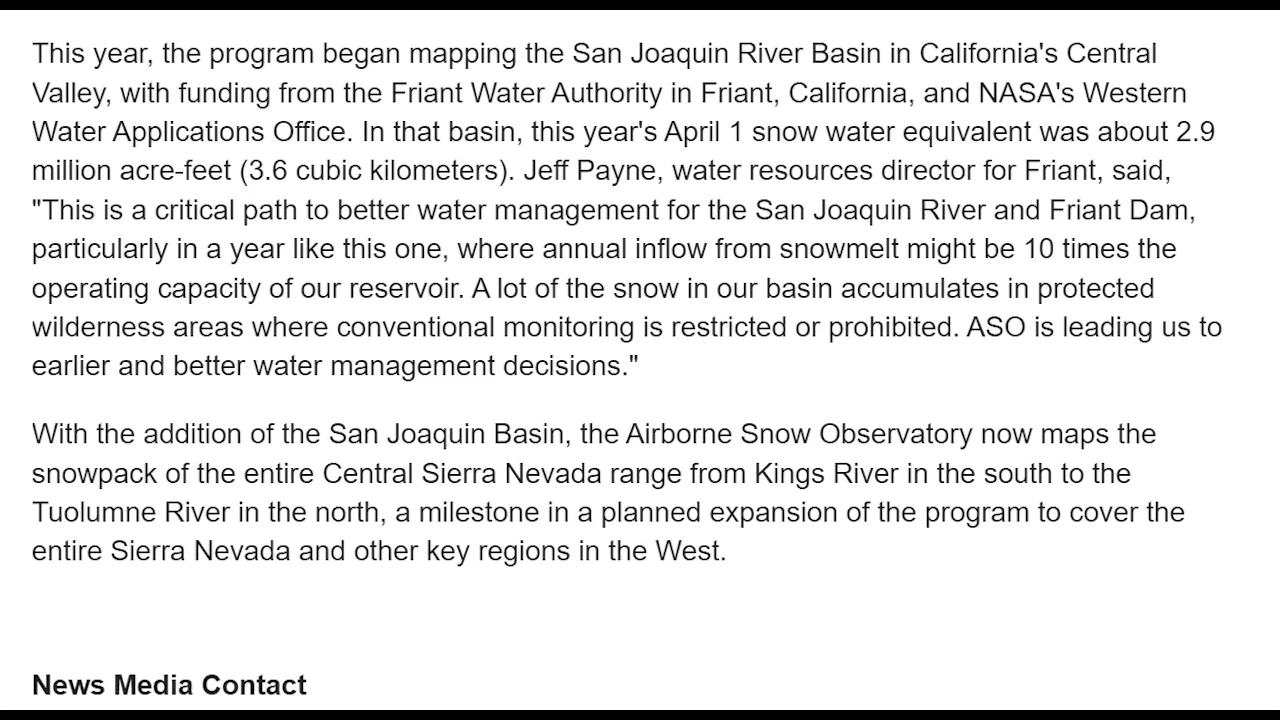 This year, the program began mapping the San Joaquin River Basin in California's Central
Valley, with funding from the Friant Water Authority in Friant, California, and NASA's Western
Water Applications Office. In that basin, this year's April 1 snow water equivalent was about 2.9
million acre-feet (3.6 cubic kilometers). Jeff Payne, water resources director for Friant, said,
"This is a critical path to better water management for the San Joaquin River and Friant Dam,
particularly in a year like this one, where annual inflow from snowmelt might be 10 times the
operating capacity of our reservoir. A lot of the snow in our basin accumulates in protected
wilderness areas where conventional monitoring is restricted or prohibited. ASO is leading us to
earlier and better water management decisions."
With the addition of the San Joaquin Basin, the Airborne Snow Observatory now maps the
snowpack of the entire Central Sierra Nevada range from Kings River in the south to the
Tuolumne River in the north, a milestone in a planned expansion of the program to cover the
entire Sierra Nevada and other key regions in the West.
News Media Contact